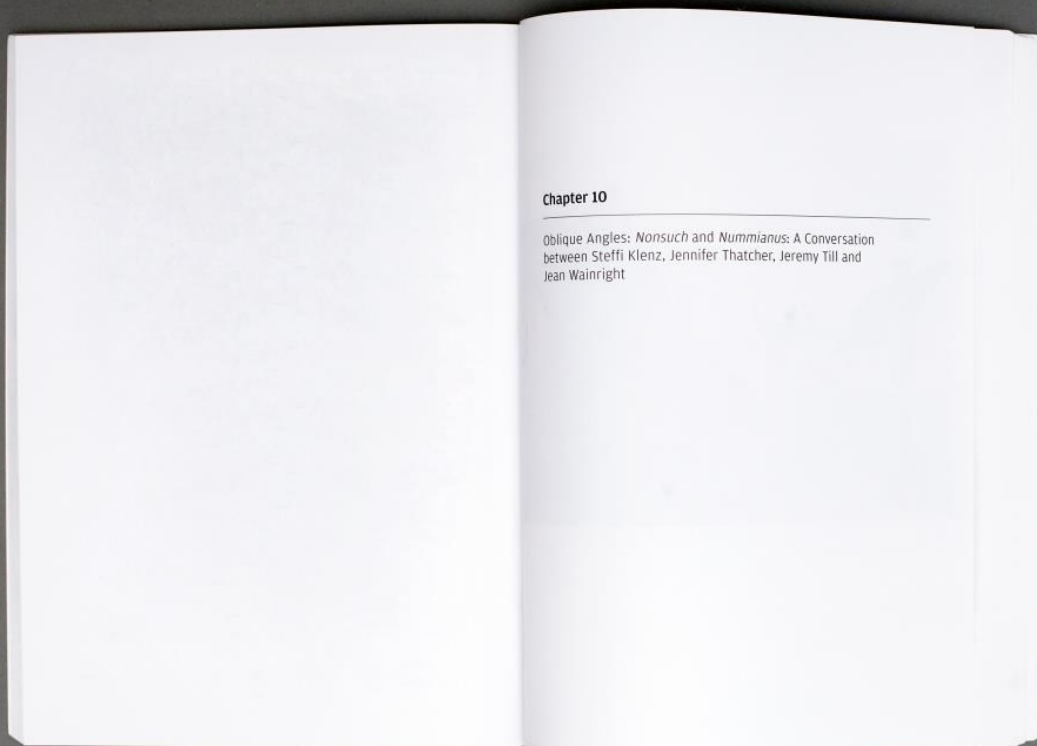 Chapter 10
Oblique Angles: Nonsuch and Nummianus: A Conversation
between Steffi Klenz, Jennifer Thatcher, Jeremy Till and
Jean Wainright